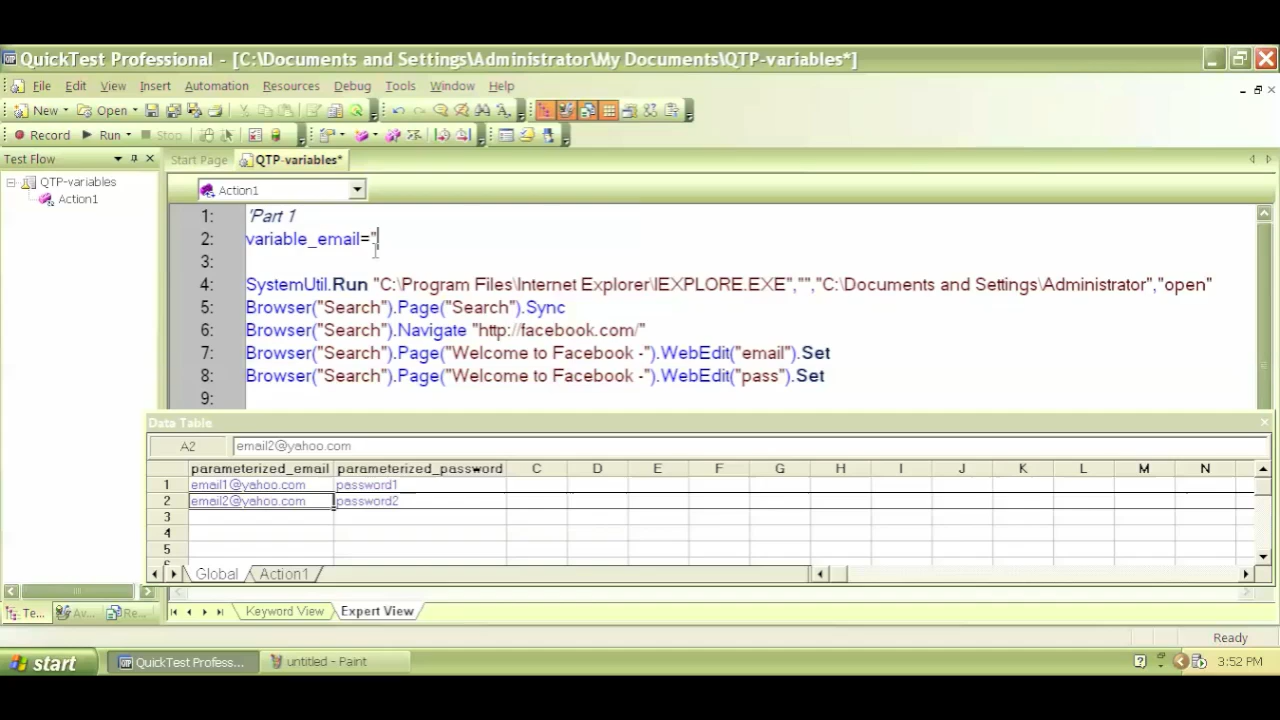 QuickTest Professional - [C:\Documents and Settings\Administrator\My Documents\QTP-variables*]
File Edit View Insert Automation Resources Debug Tools Window Help
New Open
Record Run Stop
Test Flow
Start Page QTP-variables*
QTP-variables
Action1
Action1
1: 'Part 1
2: variable_email="
3:
4: SystemUtil.Run "C:\Program Files\Internet Explorer\IEXPLORE.EXE","","C:\Documents and Settings\Administrator","open"
5: Browser("Search").Page("Search").Sync
6: Browser("Search").Navigate "http://facebook.com/"
7: Browser("Search").Page("Welcome to Facebook -").WebEdit("email").Set
8: Browser("Search").Page("Welcome to Facebook -").WebEdit("pass").Set
9:
Data Table
A2 email2@yahoo.com
parameterized_email parameterized_password C D E F G H I J K L M N
1 email1@yahoo.com password1
2 email2@yahoo.com password2
3
4
5
Global Action1
Te... Av... Re... Keyword View Expert View
Ready
start QuickTest Profess... untitled - Paint 3:52 PM